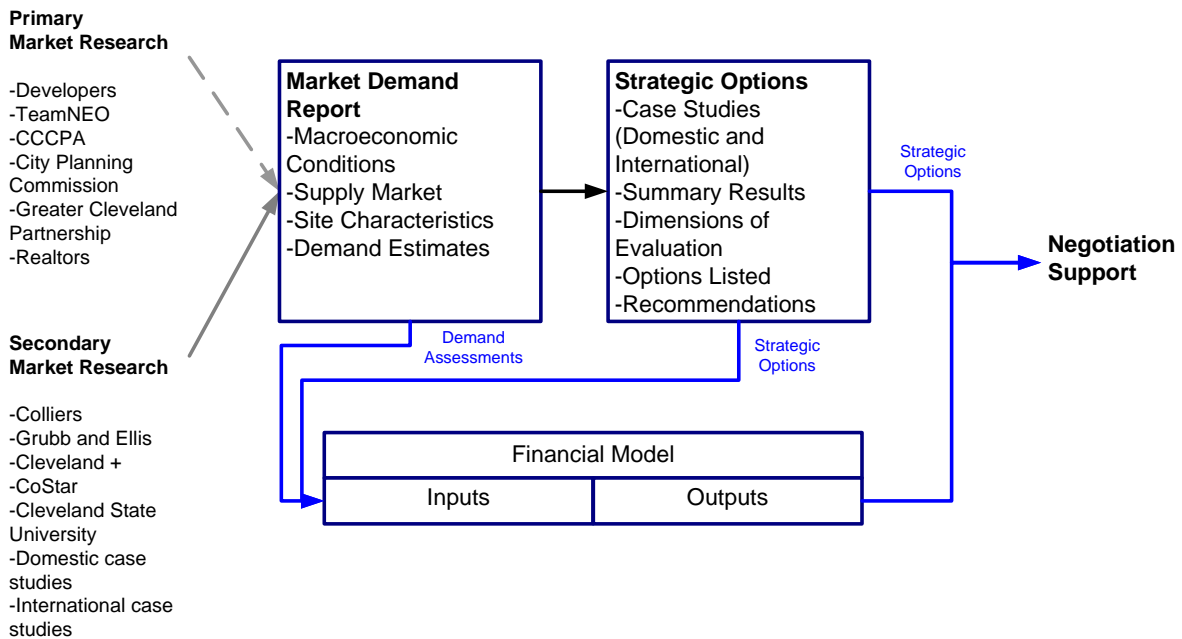 Primary
Market Research
-Developers
-TeamNEO
-CCCPA
-City Planning
Commission
-Greater Cleveland
Partnership
-Realtors
Secondary
Market Research
-Colliers
-Grubb and Ellis
-Cleveland +
-CoStar
-Cleveland State
University
-Domestic case
studies
-International case
studies
Market Demand
Report
-Macroeconomic
Conditions
-Supply Market
-Site Characteristics
-Demand Estimates
Strategic Options
-Case Studies
(Domestic and
International)
-Summary Results
-Dimensions of
Evaluation
-Options Listed
-Recommendations
Strategic
Options
Negotiation
Support
Demand
Assessments
Strategic
Options
Financial Model
Inputs
Outputs